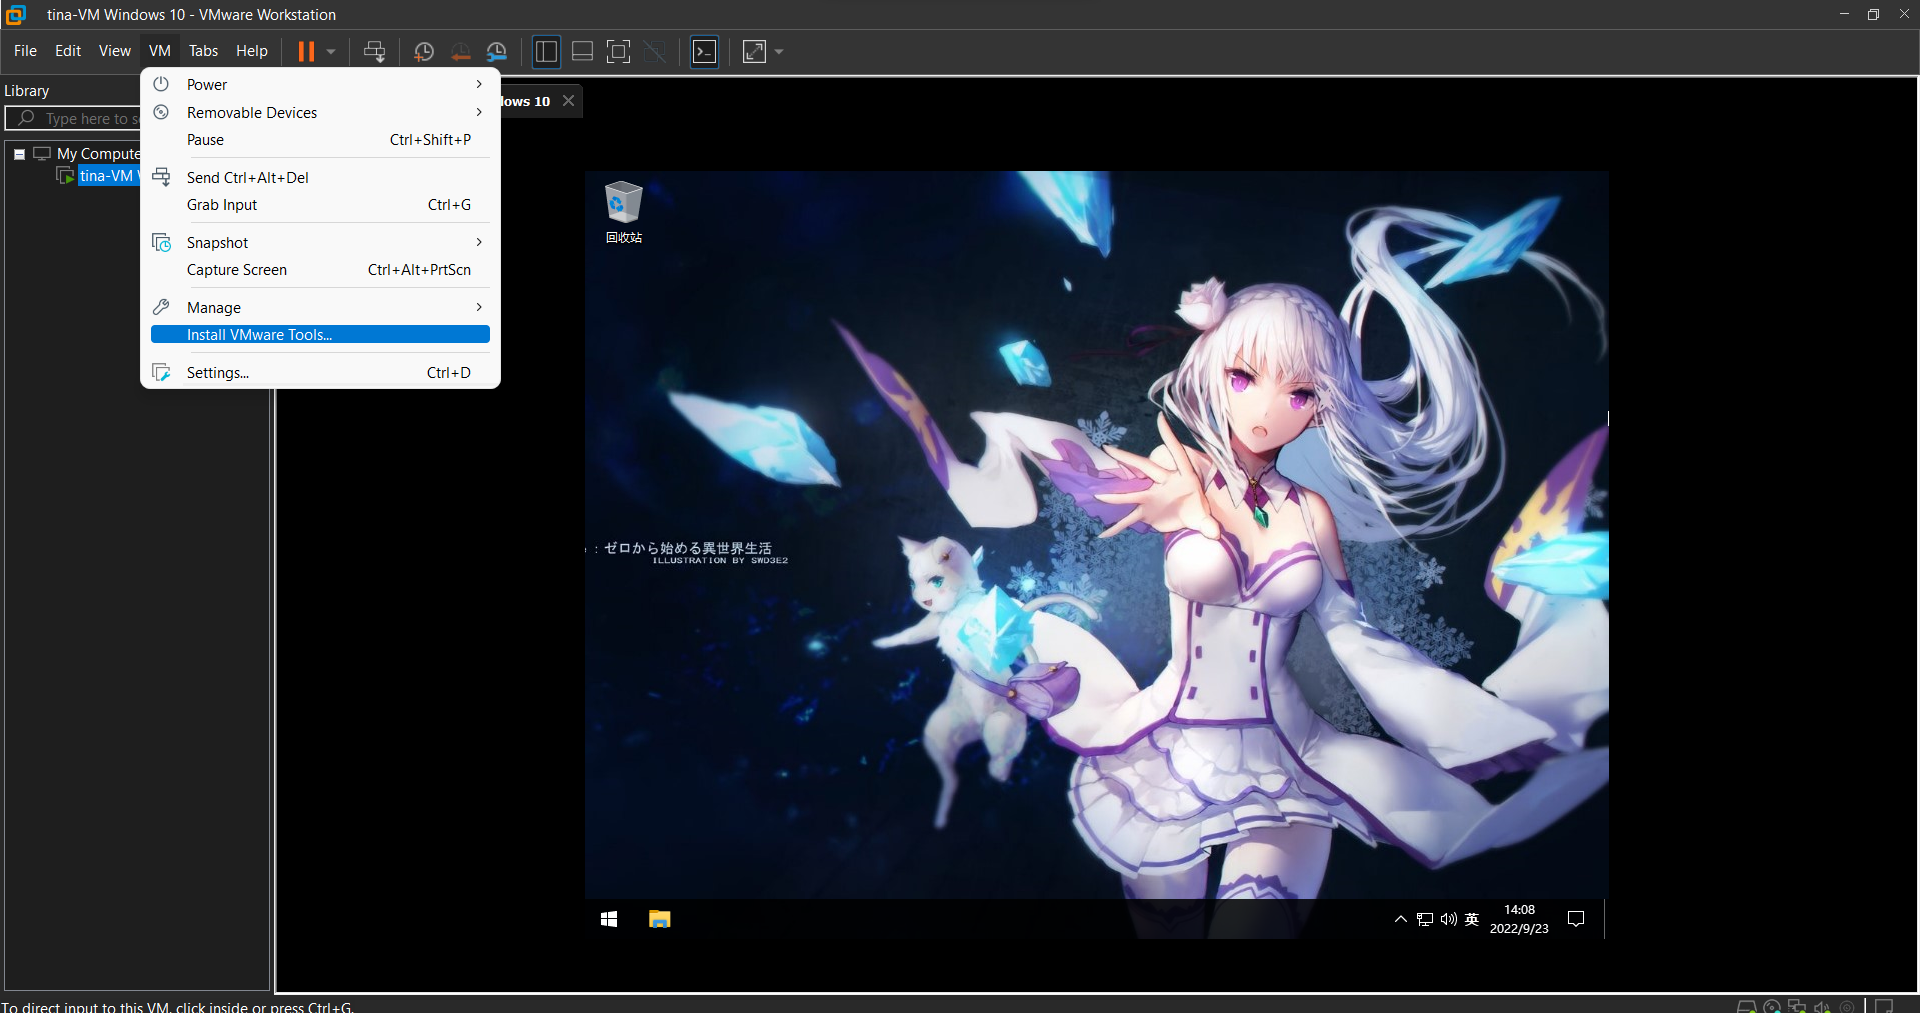 tina-VM Windows 10 - VMware Workstation
File Edit View VM Tabs Help
Library
Type here to s
My Compute
tina-VM
lows 10
Power
Removable Devices
Pause Ctrl+Shift+P
Send Ctrl+Alt+Del
Grab Input Ctrl+G
Snapshot
Capture Screen Ctrl+Alt+PrtScn
Manage
Install VMware Tools...
Settings... Ctrl+D
回收站
: ゼロから始める異世界生活
ILLUSTRATION BY SWD3E2
英
14:08
2022/9/23
To direct input to this VM, click inside or press Ctrl+G.